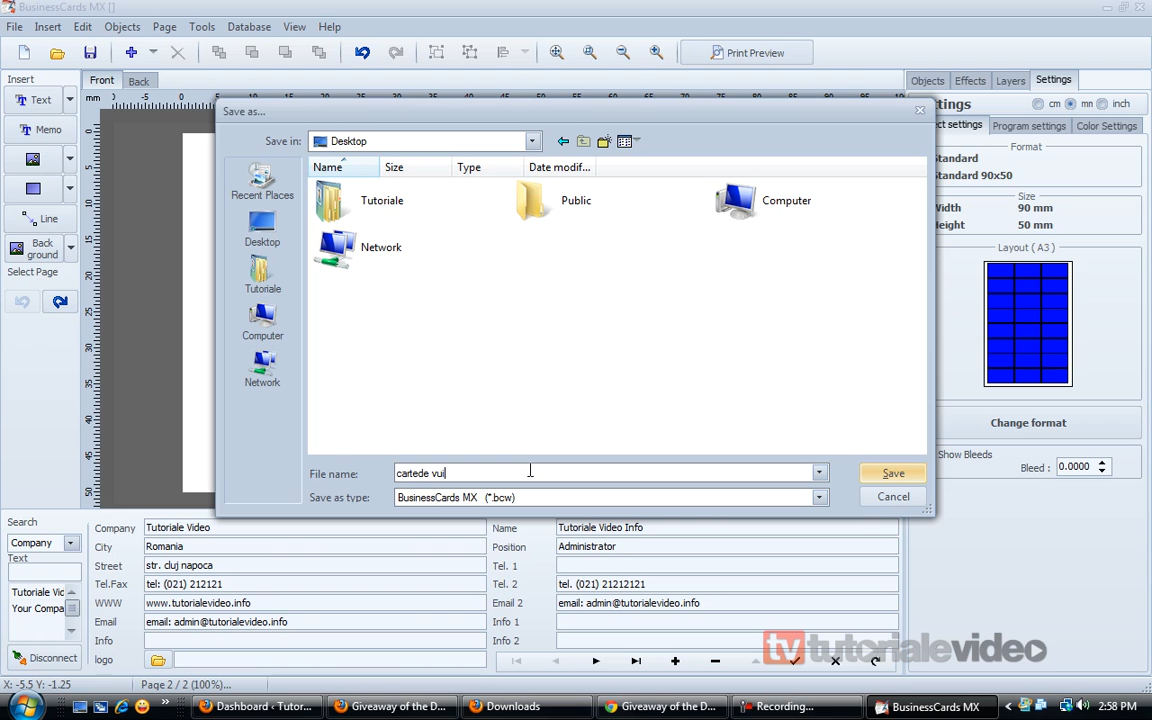 BusinessCards MX []
File Insert Edit Objects Page Tools Database View Help
Print Preview
Insert
Front Back
Objects Effects Layers Settings
mm
cm mm inch
Text
Memo
Line
Back ground
Select Page
Save as...
Save in: Desktop
Name Size Type Date modif...
Recent Places
Desktop
Tutoriale
Computer
Network
Tutoriale Public Computer
Network
File name: cartede vui Save
Save as type: BusinessCards MX (*.bcw) Cancel
ttings
ect settings Program settings Color Settings
Format
Standard
Standard 90x50
Size
Width 90 mm
eight 50 mm
Layout ( A3 )
Change format
Show Bleeds
Bleed : 0.0000
Search
Company
Text
Tutoriale Vid
Your Compa
Disconnect
Company Tutoriale Video Name Tutoriale Video Info
City Romania Position Administrator
Street str. cluj napoca Tel. 1
Tel.Fax tel: (021) 212121 Tel. 2 tel. (021) 21212121
WWW www.tutorialevideo.info Email 2 email: admin@tutorialevideo.info
Email email: admin@tutorialevideo.info Info 1
Info Info 2
logo
tv tutorialevideo
X: -5.5 Y: -1.25 Page 2 / 2 (100%)...
Dashboard ‹ Tutor... Giveaway of the D... Downloads Giveaway of the D... Recording... BusinessCards MX 2:58 PM